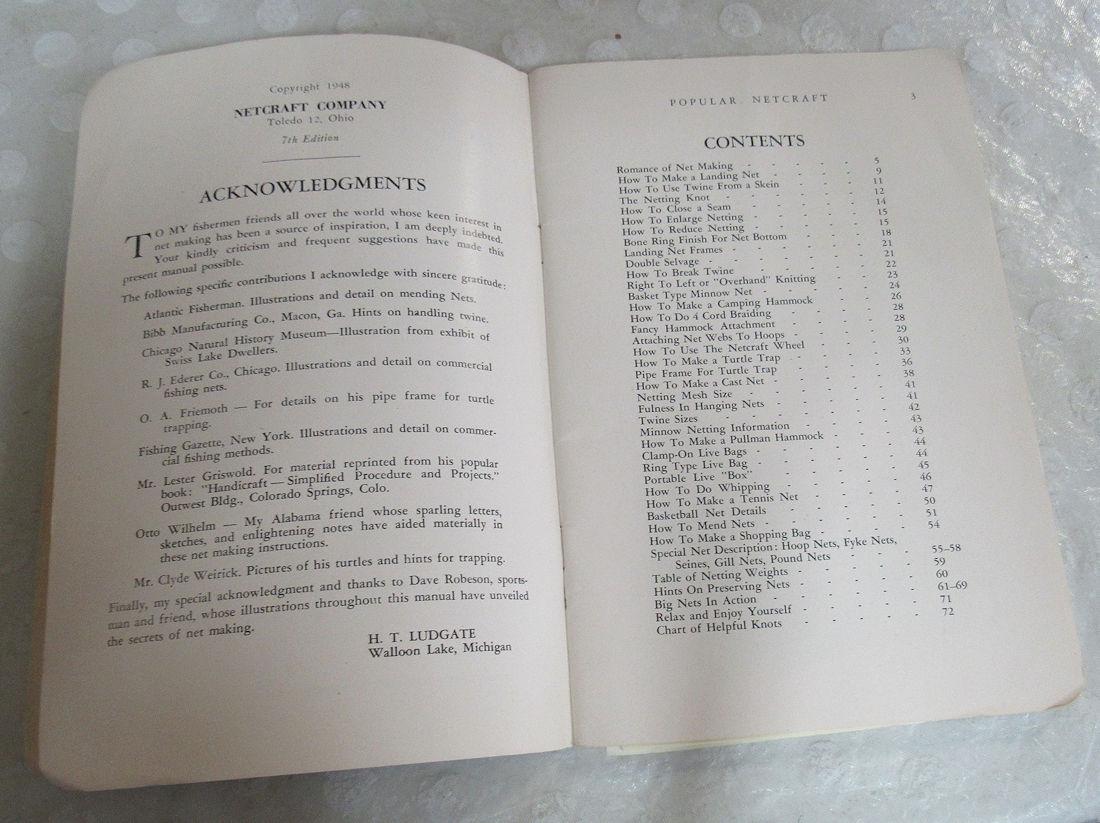 Copyright 1948
NETCRAFT COMPANY
Toledo 12, Ohio
7th Edition
ACKNOWLEDGMENTS
TO MY fishermen friends all over the world whose keen interest in
net making has been a source of inspiration, I am deeply indebted.
Your kindly criticism and frequent suggestions have made this
present manual possible.
The following specific contributions I acknowledge with sincere gratitude:
Atlantic Fisherman. Illustrations and detail on mending Nets.
Bibb Manufacturing Co., Macon, Ga. Hints on handling twine.
Chicago Natural History Museum—Illustration from exhibit of
Swiss Lake Dwellers.
R. J. Ederer Co., Chicago. Illustrations and detail on commercial
fishing nets.
O. A. Friemoth — For details on his pipe frame for turtle
trapping.
Fishing Gazette, New York. Illustrations and detail on commer-
cial fishing methods.
Mr. Lester Griswold. For material reprinted from his popular
book: "Handicraft — Simplified Procedure and Projects."
Outwest Bldg., Colorado Springs, Colo.
Otto Wilhelm — My Alabama friend whose sparling letters,
sketches, and enlightening notes have aided materially in
these net making instructions.
Mr. Clyde Weirick. Pictures of his turtles and hints for trapping.
Finally, my special acknowledgment and thanks to Dave Robeson, sports-
man and friend, whose illustrations throughout this manual have unveiled
the secrets of net making.
H. T. LUDGATE
Walloon Lake, Michigan
POPULAR NETCRAFT 3
CONTENTS
Romance of Net Making - - - - - 5
How To Make a Landing Net - - - - 9
How To Use Twine From a Skein - - - 11
The Netting Knot - - - - - 12
How To Close a Seam - - - - - 14
How To Enlarge Netting - - - - - 15
How To Reduce Netting - - - - - 15
Bone Ring Finish For Net Bottom - - - 18
Landing Net Frames - - - - - 21
Double Selvage - - - - - - 21
How To Break Twine - - - - - 22
Right To Left or "Overhand" Knitting - - 23
Basket Type Minnow Net - - - - 24
How To Make a Camping Hammock - - - 26
How To Do 4 Cord Braiding - - - - 28
Fancy Hammock Attachment - - - - 28
Attaching Net Webs To Hoops - - - - 29
How To Use The Netcraft Wheel - - - 30
How To Make a Turtle Trap - - - - 33
Pipe Frame For Turtle Trap - - - - 36
How To Make a Cast Net - - - - 38
Netting Mesh Size - - - - - 41
Fulness In Hanging Nets - - - - 41
Twine Sizes - - - - - - 42
Minnow Netting Information - - - - 43
How To Make a Pullman Hammock - - - 43
Clamp-On Live Bags - - - - - 44
Ring Type Live Bag - - - - - 44
Portable Live "Box" - - - - - 45
How To Do Whipping - - - - - 46
How To Make a Tennis Net - - - - 47
Basketball Net Details - - - - - 50
How To Mend Nets - - - - - 51
How To Make a Shopping Bag - - - - 54
Special Net Description: Hoop Nets, Fyke Nets,
Seines, Gill Nets, Pound Nets - - - 55–58
Table of Netting Weights - - - - 59
Hints On Preserving Nets - - - - 60
Big Nets In Action - - - - - 61–69
Relax and Enjoy Yourself - - - - 71
Chart of Helpful Knots - - - - - 72